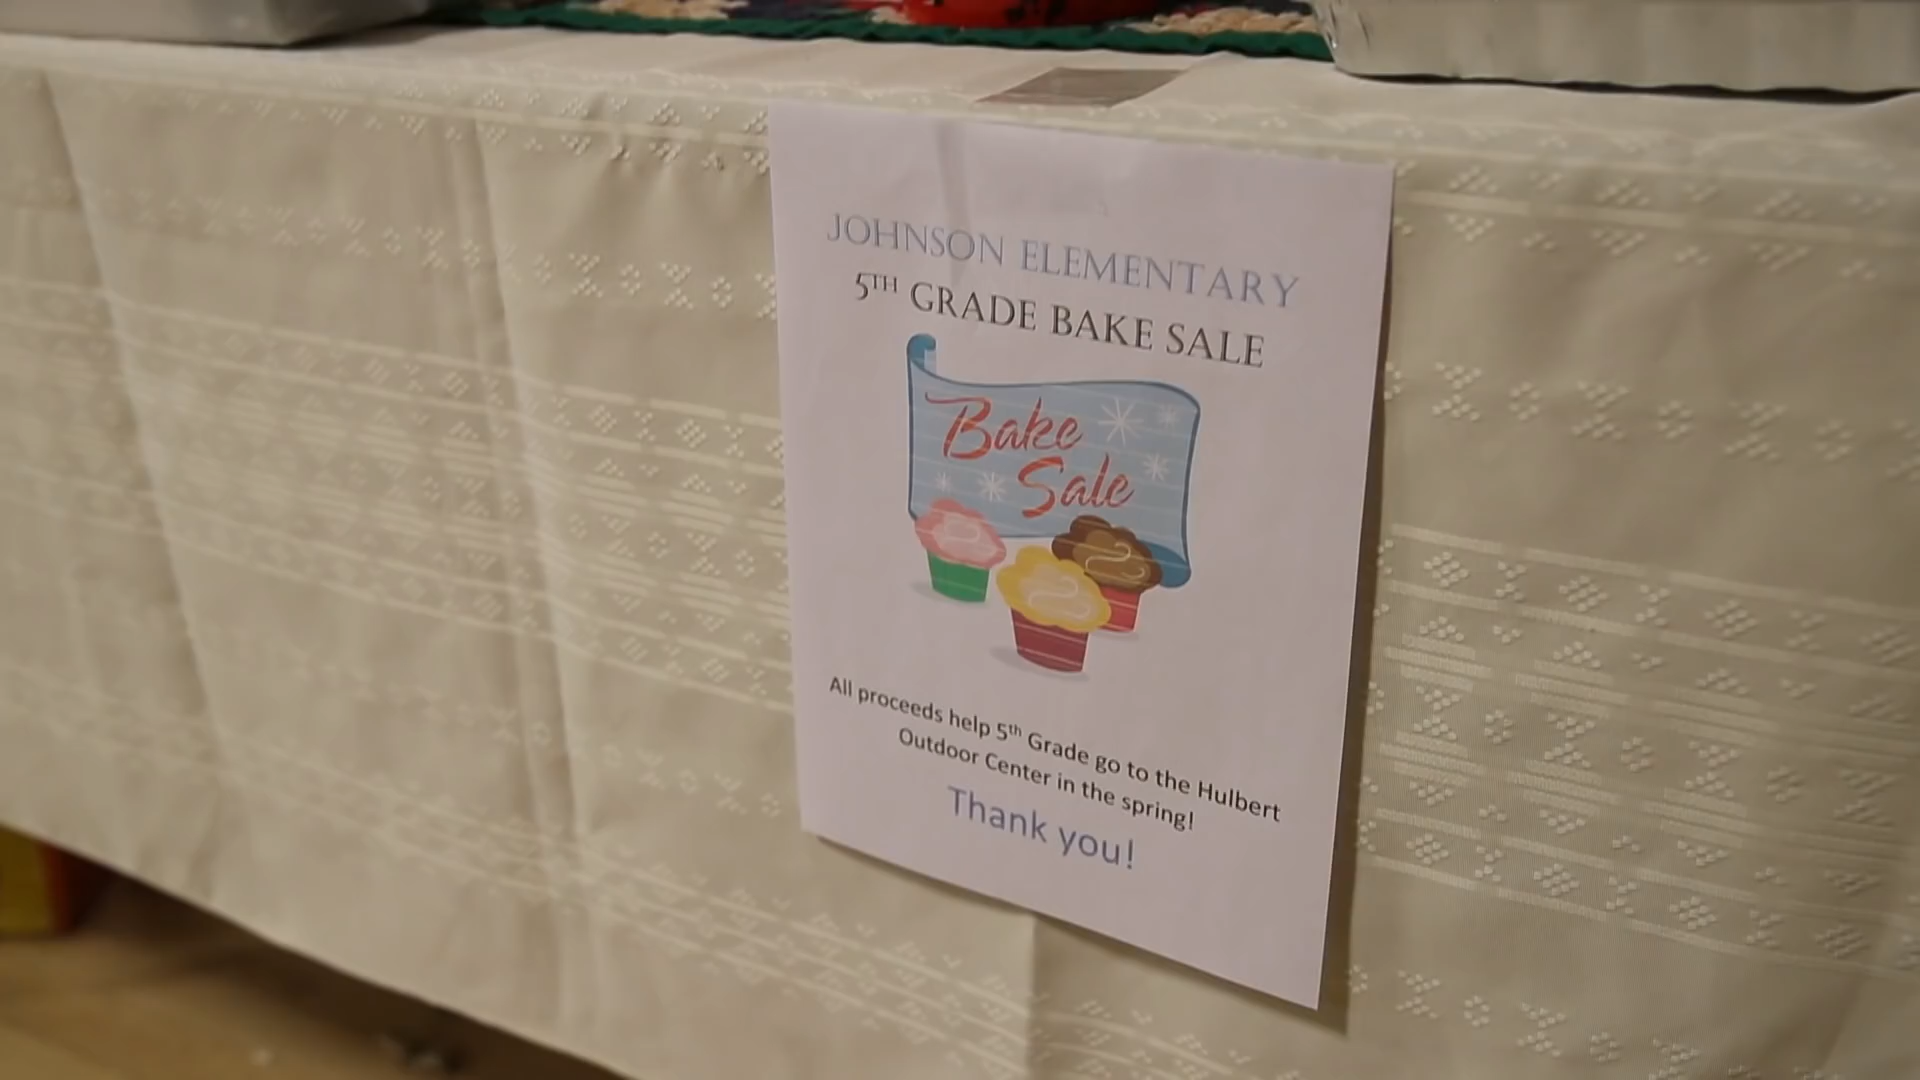 JOHNSON ELEMENTARY
5TH GRADE BAKE SALE
Bake
Sale
All proceeds help 5th Grade go to the Hulbert
Outdoor Center in the spring!
Thank you!